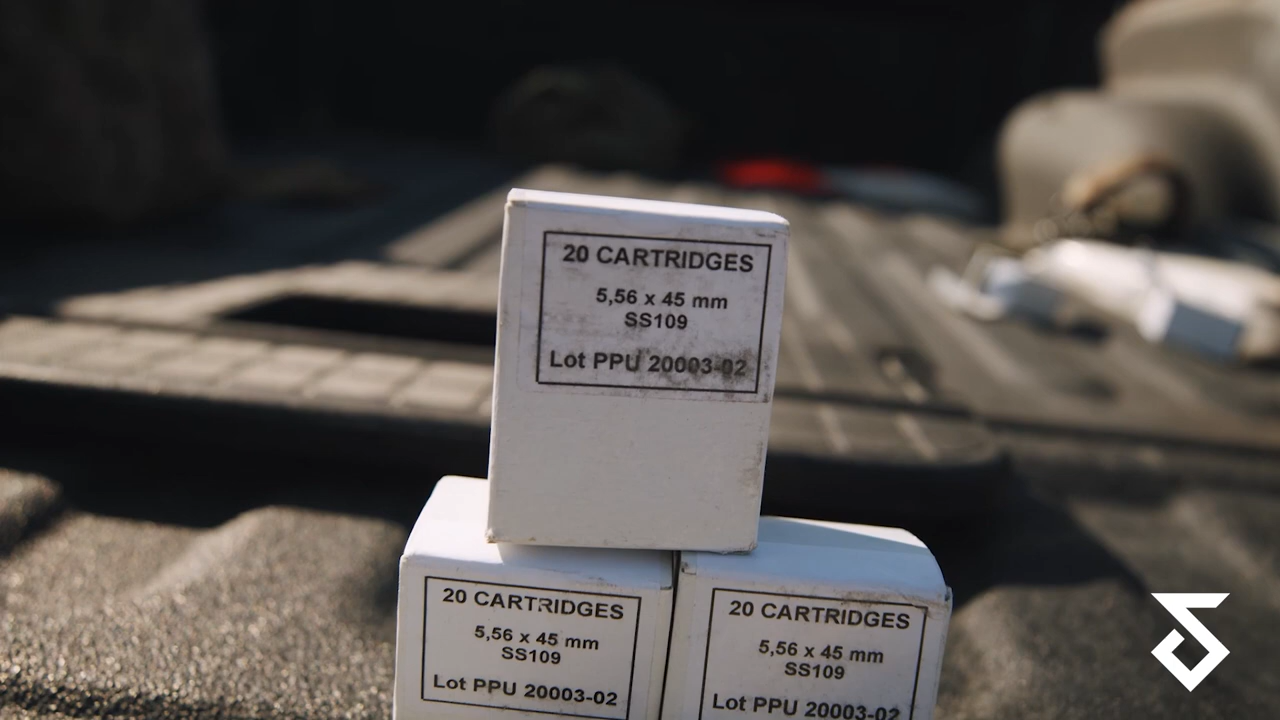 20 CARTRIDGES
5,56 x 45 mm
SS109
Lot PPU 20003-02
20 CARTRIDGES
5,56 x 45 mm
SS109
Lot PPU 20003-02
20 CARTRIDGES
5,56 x 45 mm
SS109
Lot PPU 20003-02